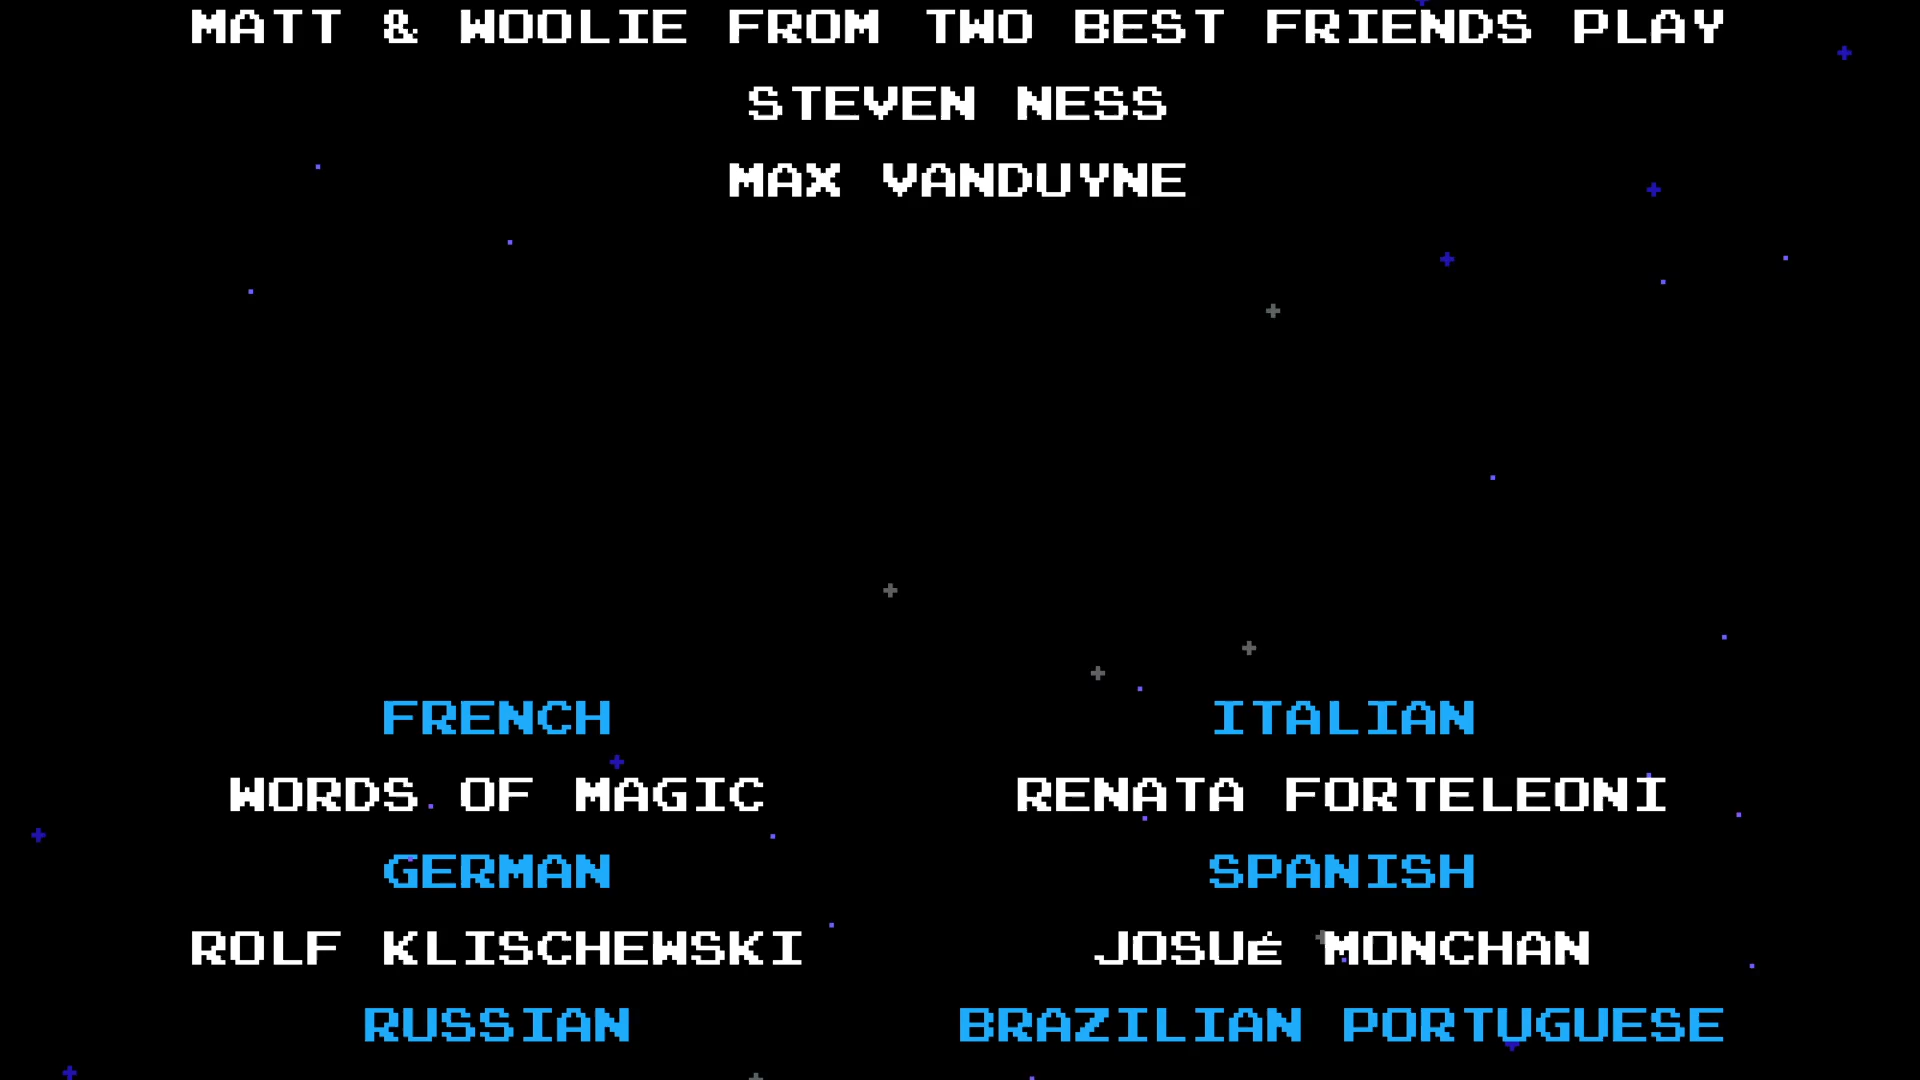 MATT & WOOLIE FROM TWO BEST FRIENDS PLAY
STEVEN NESS
MAX VANDUYNE
FRENCH
WORDS OF MAGIC
GERMAN
ROLF KLISCHEWSKI
RUSSIAN
ITALIAN
RENATA FORTELEONI
SPANISH
JOSUé MONCHAN
BRAZILIAN PORTUGUESE